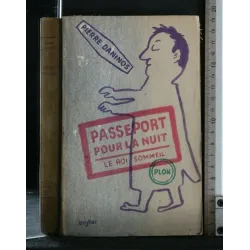 PIERRE DANINOS
PASSEPORT
POUR LA NUIT
LE ROI SOMMEIL
PLON